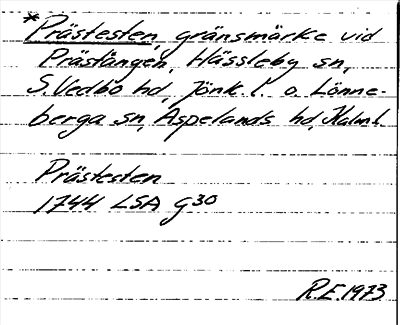 *Prästesten, gränsmärke vid
Prästängen, Hässleby sn,
S.Vedbo hd, Jönk.l. o. Lönne-
berga sn, Aspelands hd, Kalm.l.
Prästesten
1744 LSA G30
R.E.1973